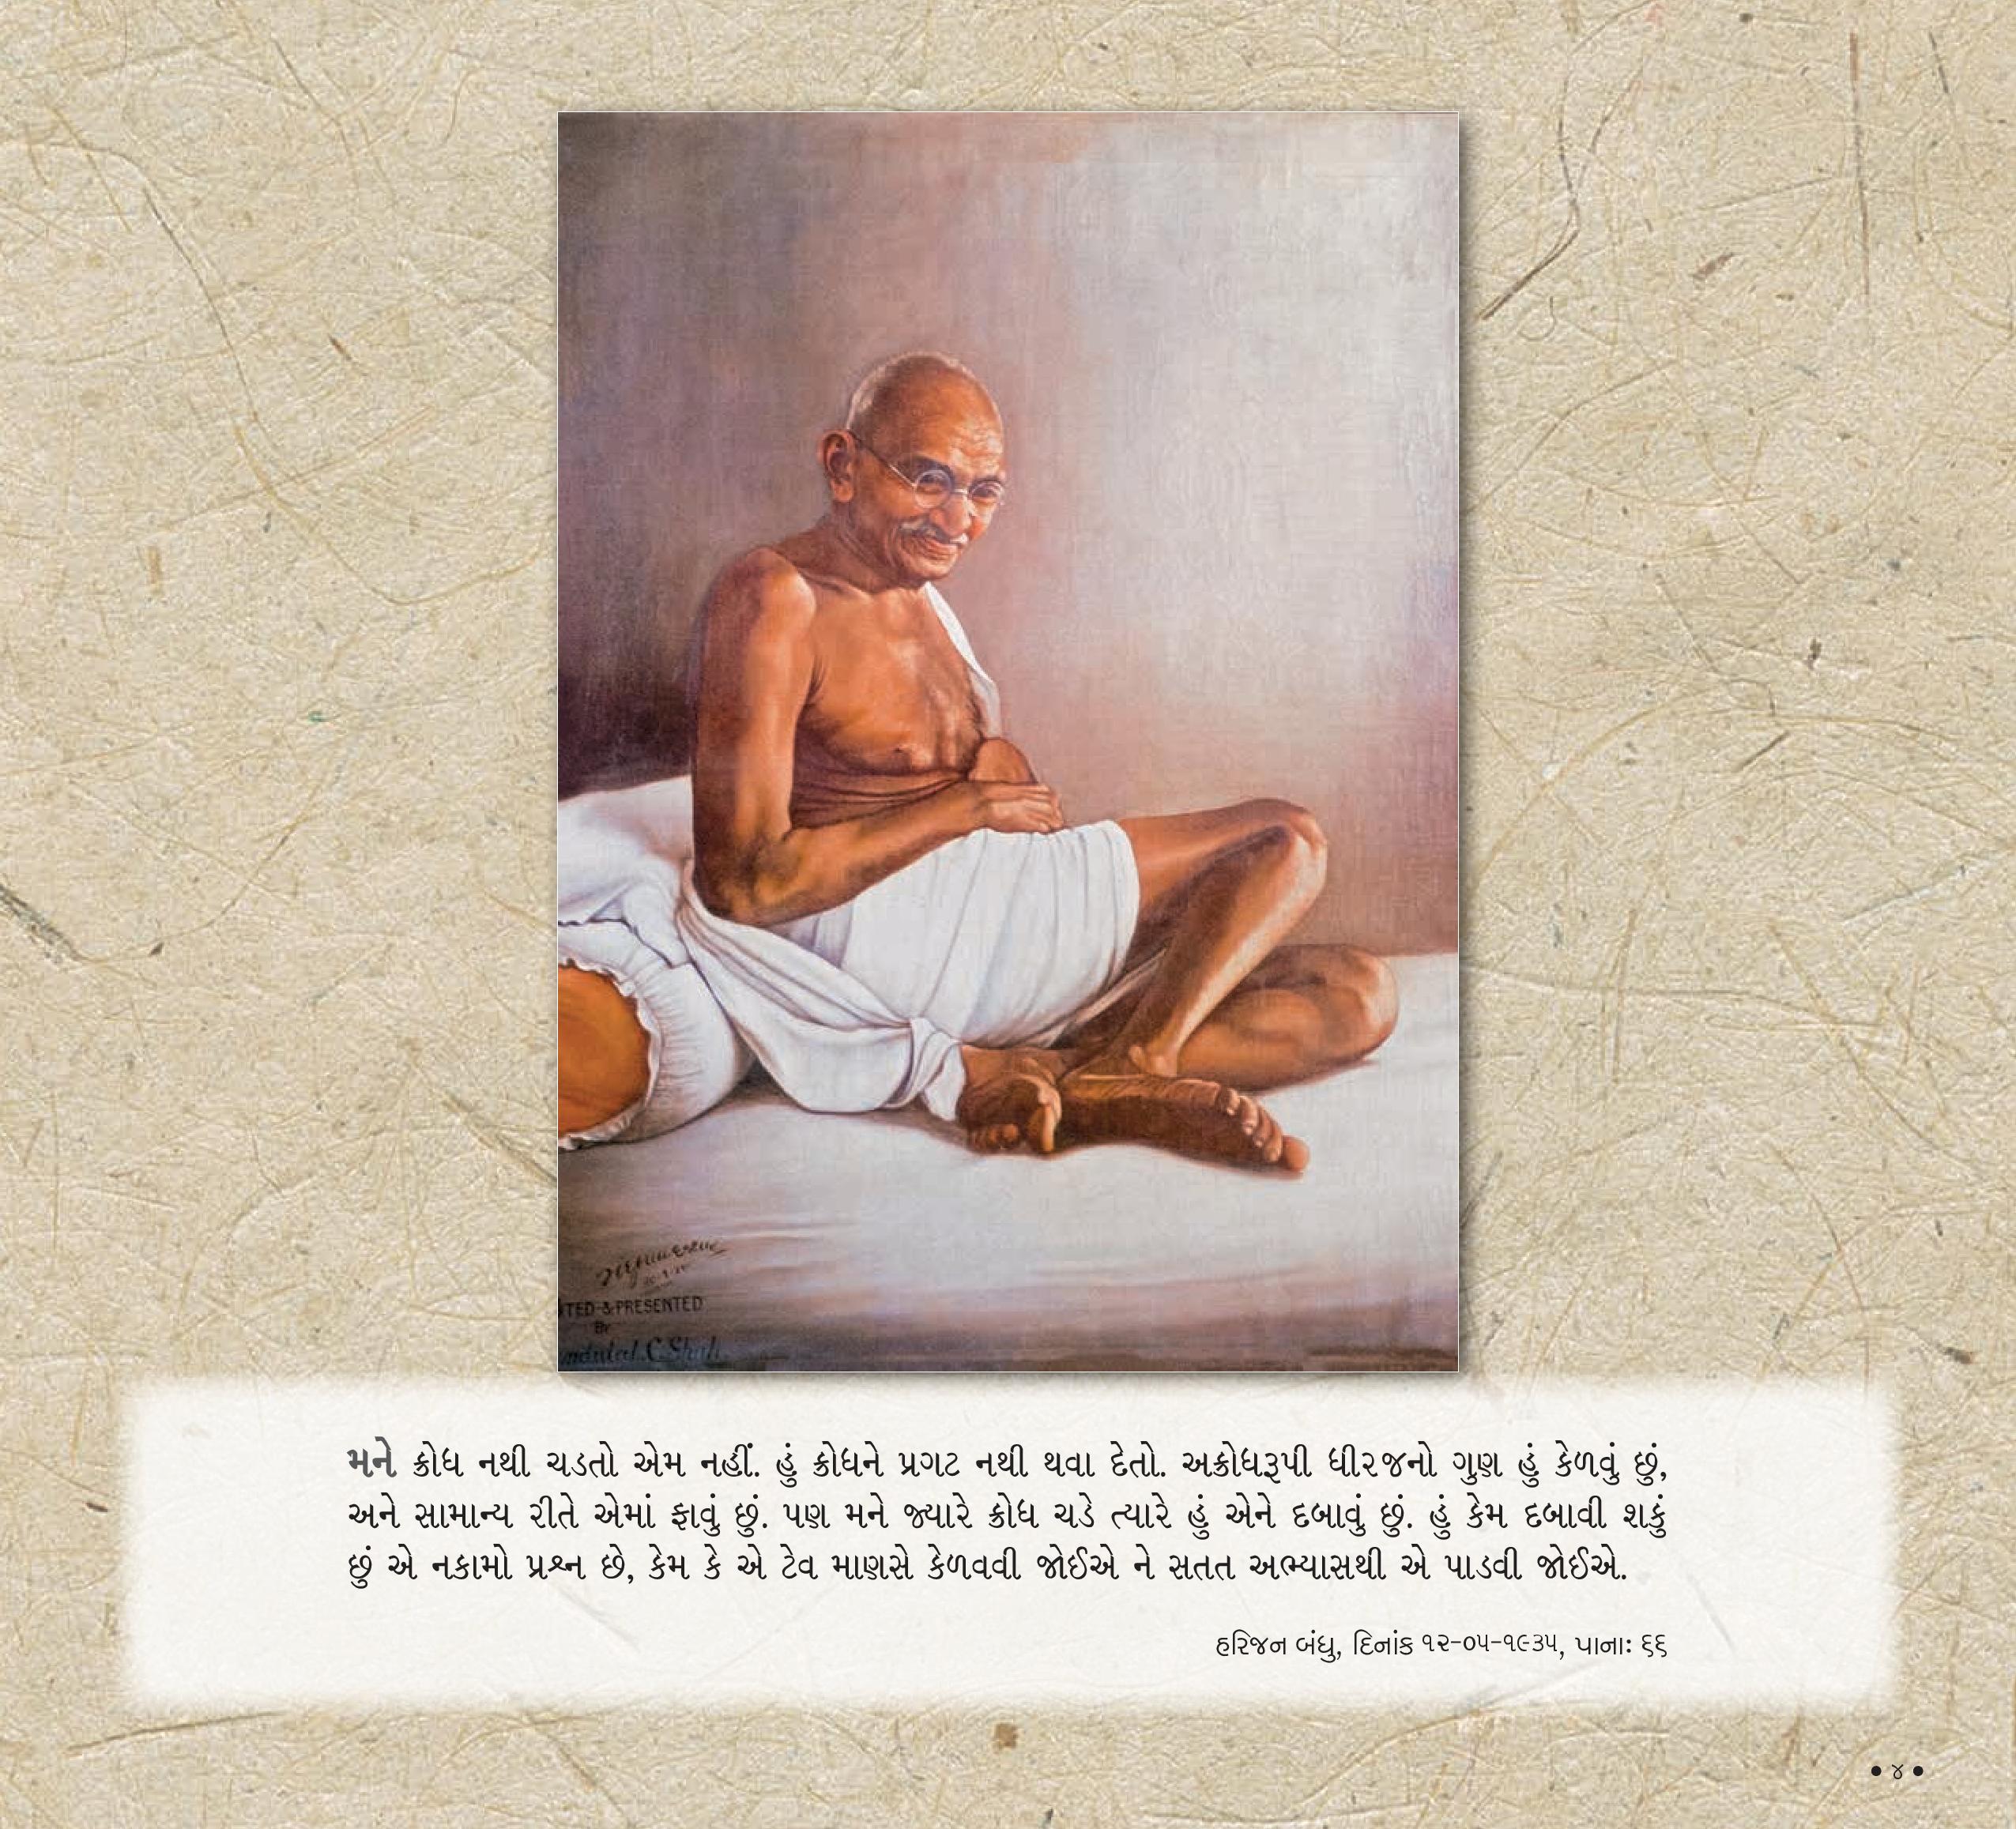 TED & PRESENTED
By
ndulal C. Shah.
મને ક્રોધ નથી ચડતો એમ નહીં. હું ક્રોધને પ્રગટ નથી થવા દેતો. અક્રોધરૂપી ધીરજનો ગુણ હું કેળવું છું,
અને સામાન્ય રીતે એમાં ફાવું છું. પણ મને જ્યારે ક્રોધ ચડે ત્યારે હું એને દબાવું છું. હું કેમ દબાવી શકું
છું એ નકામો પ્રશ્ન છે, કેમ કે એ ટેવ માણસે કેળવવી જોઈએ ને સતત અભ્યાસથી એ પાડવી જોઈએ.
હરિજન બંધુ, દિનાંક ૧૨-૦૫-૧૯૩૫, પાનાઃ ૬૬
• ૪ •